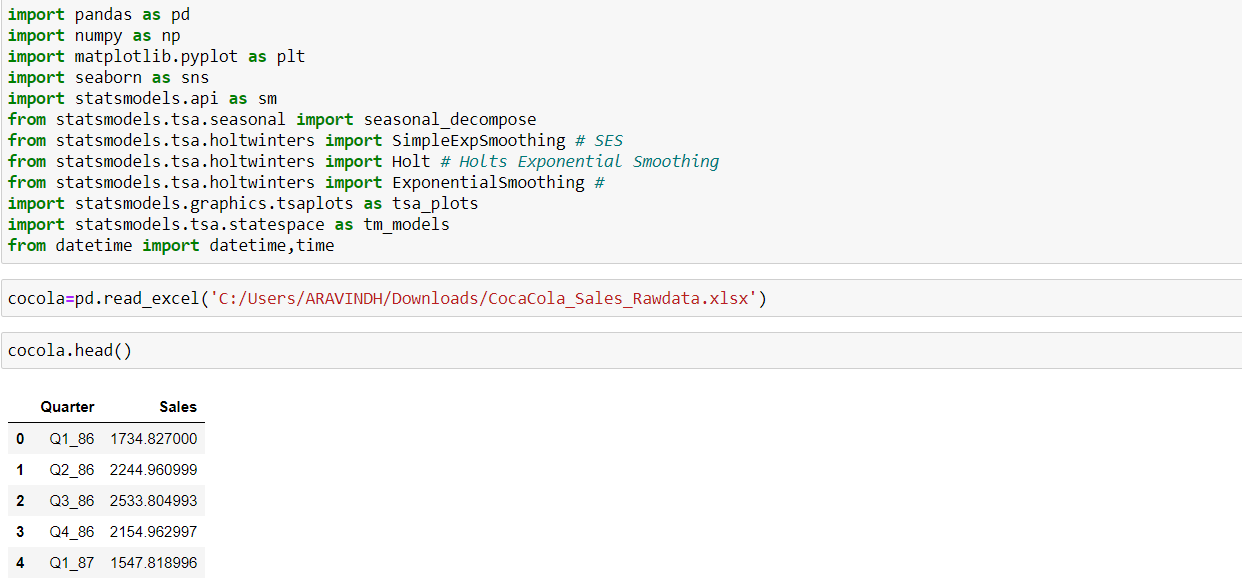 import pandas as pd
import numpy as np
import matplotlib.pyplot as plt
import seaborn as sns
import statsmodels.api as sm
from statsmodels.tsa.seasonal import seasonal_decompose
from statsmodels.tsa.holtwinters import SimpleExpSmoothing # SES
from statsmodels.tsa.holtwinters import Holt # Holts Exponential Smoothing
from statsmodels.tsa.holtwinters import ExponentialSmoothing #
import statsmodels.graphics.tsaplots as tsa_plots
import statsmodels.tsa.statespace as tm_models
from datetime import datetime,time
cocola=pd.read_excel('C:/Users/ARAVINDH/Downloads/CocaCola_Sales_Rawdata.xlsx')
cocola.head()
Quarter Sales
0 Q1_86 1734.827000
1 Q2_86 2244.960999
2 Q3_86 2533.804993
3 Q4_86 2154.962997
4 Q1_87 1547.818996